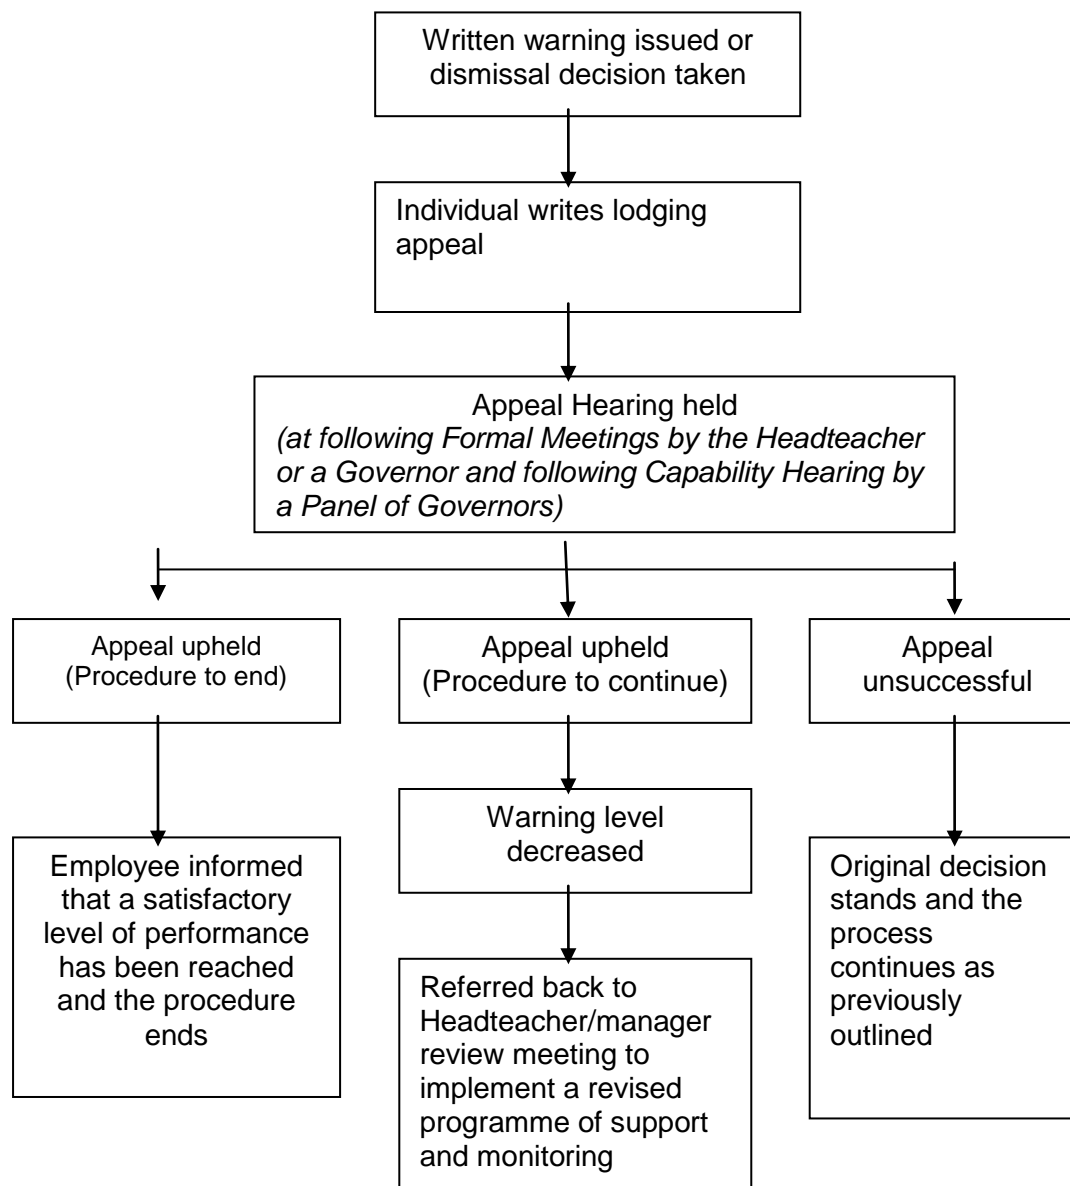 Written warning issued or
dismissal decision taken
Individual writes lodging
appeal
Appeal Hearing held
(at following Formal Meetings by the Headteacher
or a Governor and following Capability Hearing by
a Panel of Governors)
Appeal upheld
(Procedure to end)
Appeal upheld
(Procedure to continue)
Appeal
unsuccessful
Warning level
decreased
Employee informed
that a satisfactory
level of performance
has been reached
and the procedure
ends
Referred back to
Headteacher/manager
review meeting to
implement a revised
programme of support
and monitoring
Original decision
stands and the
process
continues as
previously
outlined